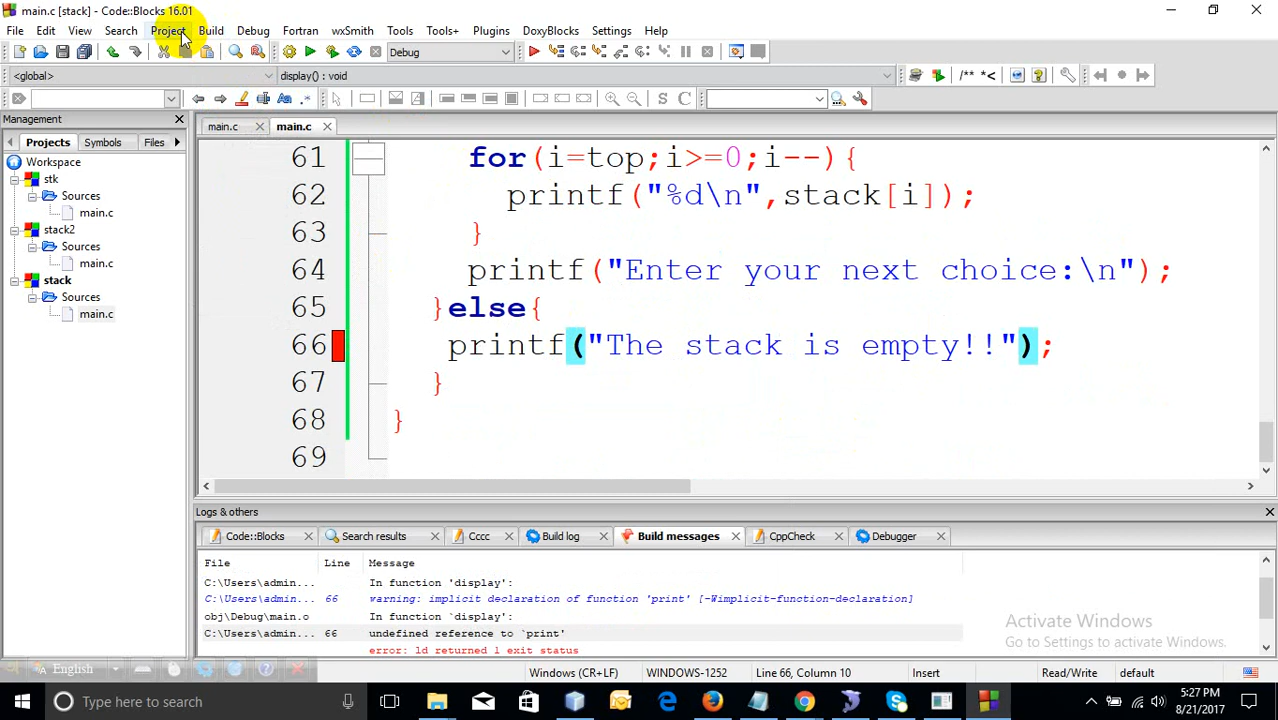 main.c [stack] - Code::Blocks 16.01
File Edit View Search Project Build Debug Fortran wxSmith Tools Tools+ Plugins DoxyBlocks Settings Help
Debug
<global> display() : void /** *<
Aa .* S C
Management
main.c main.c
Projects Symbols Files
Workspace
stk
Sources
main.c
stack2
Sources
main.c
stack
Sources
main.c
61 for(i=top;i>=0;i--){
62 printf("%d\n",stack[i]);
63 }
64 printf("Enter your next choice:\n");
65 }else{
66 printf("The stack is empty!!");
67 }
68 }
69
Logs & others
Code::Blocks Search results Cccc Build log Build messages CppCheck Debugger
File Line Message
C:\Users\admin... In function 'display':
C:\Users\admin... 66 warning: implicit declaration of function 'print' [-Wimplicit-function-declaration]
obj\Debug\main.o In function `display':
C:\Users\admin... 66 undefined reference to `print'
error: ld returned 1 exit status
Activate Windows
Go to Settings to activate Windows.
English
Windows (CR+LF) WINDOWS-1252 Line 66, Column 10 Insert Read/Write default
Type here to search
5:27 PM
8/21/2017